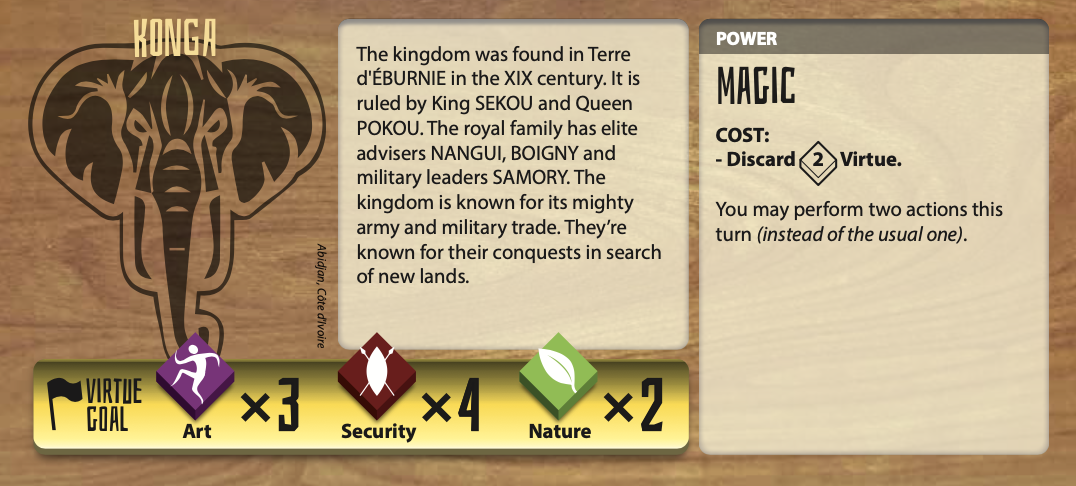 KONGA
The kingdom was found in Terre
d'ÉBURNIE in the XIX century. It is
ruled by King SEKOU and Queen
POKOU. The royal family has elite
advisers NANGUI, BOIGNY and
military leaders SAMORY. The
kingdom is known for its mighty
army and military trade. They’re
known for their conquests in search
of new lands.
Abidjan, Côte d'Ivoire
VIRTUE
GOAL
×3
Art
×4
Security
×2
Nature
POWER
MAGIC
COST:
- Discard 2 Virtue.
You may perform two actions this
turn (instead of the usual one).